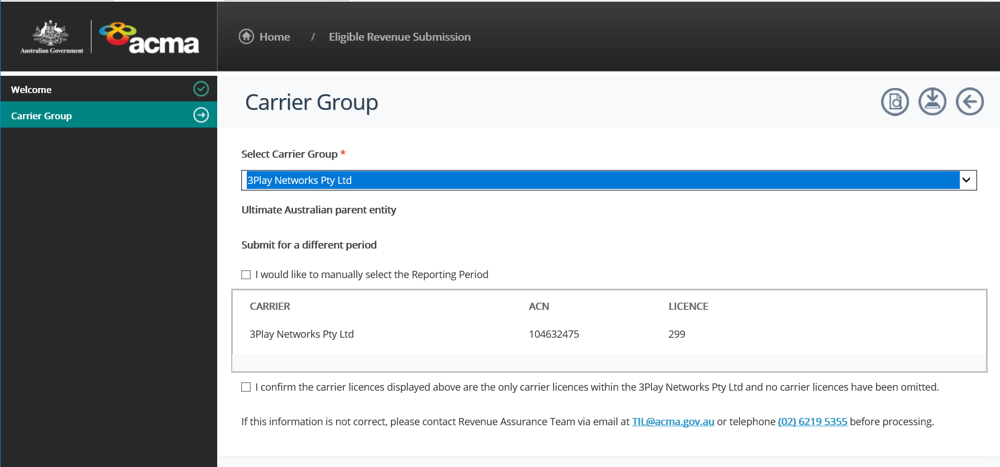 Australian Government
acma
Home / Eligible Revenue Submission
Welcome
Carrier Group
Carrier Group
Select Carrier Group *
3Play Networks Pty Ltd
Ultimate Australian parent entity
Submit for a different period
I would like to manually select the Reporting Period
CARRIER ACN LICENCE
3Play Networks Pty Ltd 104632475 299
I confirm the carrier licences displayed above are the only carrier licences within the 3Play Networks Pty Ltd and no carrier licences have been omitted.
If this information is not correct, please contact Revenue Assurance Team via email at TIL@acma.gov.au or telephone (02) 6219 5355 before processing.